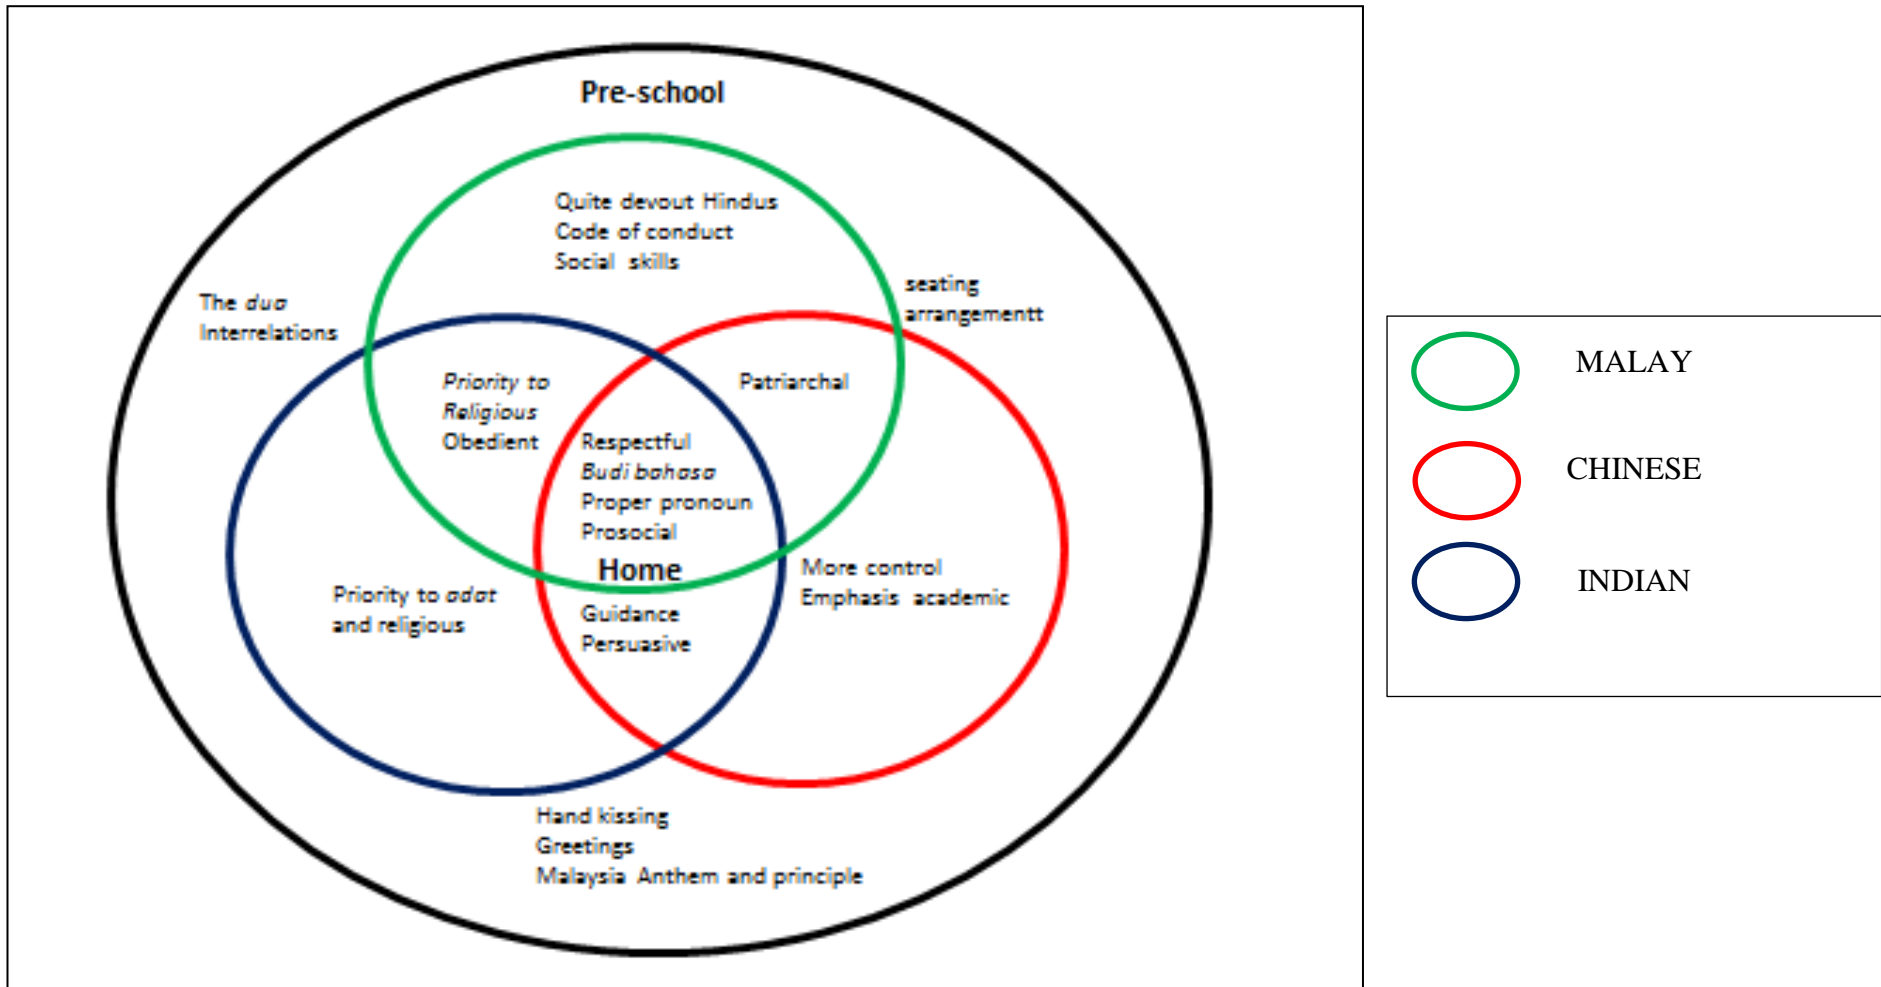 Pre-school
Quite devout Hindus
Code of conduct
Social skills
The dua
Interrelations
seating
arrangementt
Priority to
Religious
Obedient
Patriarchal
Respectful
Budi bahasa
Proper pronoun
Prosocial
Home
More control
Emphasis academic
Priority to adat
and religious
Guidance
Persuasive
Hand kissing
Greetings
Malaysia Anthem and principle
MALAY
CHINESE
INDIAN